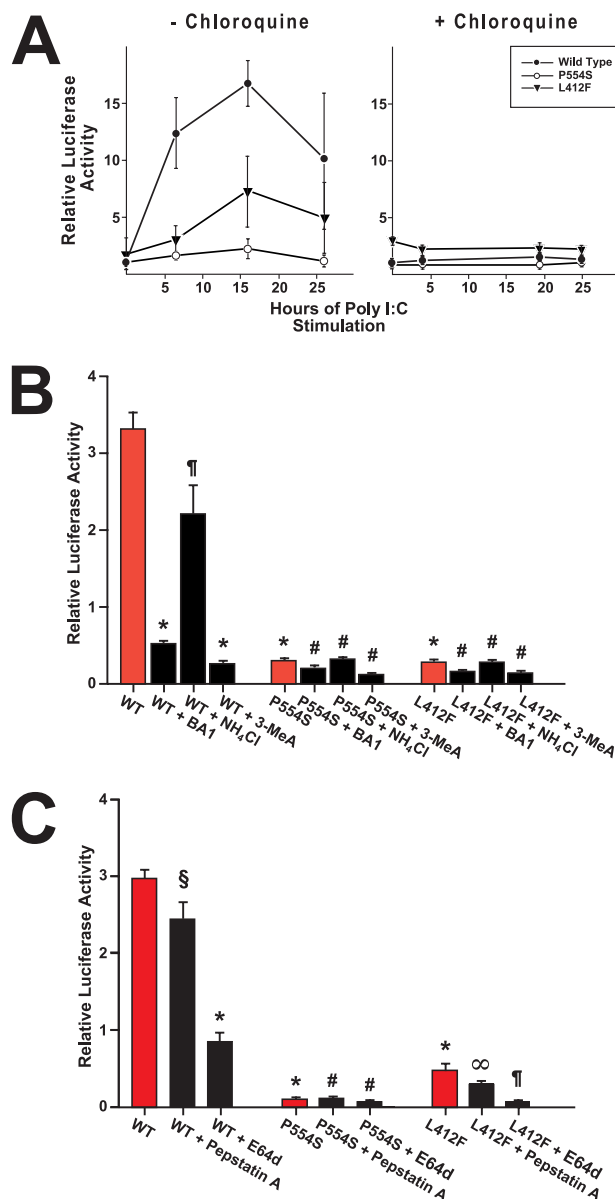 A
- Chloroquine
+ Chloroquine
Wild Type
P554S
L412F
Relative Luciferase
Activity
15
10
5
0 5 10 15 20 25
0 5 10 15 20 25
Hours of Poly I:C
Stimulation
B
Relative Luciferase Activity
4
3
2
1
0
* ¶ * * # # # * # # #
WT
WT + BA1
WT + NH4Cl
WT + 3-MeA
P554S
P554S + BA1
P554S + NH4Cl
P554S + 3-MeA
L412F
L412F + BA1
L412F + NH4Cl
L412F + 3-MeA
C
Relative Luciferase Activity
4
3
2
1
0
§ * * # # * ∞ ¶
WT
WT + Pepstatin A
WT + E64d
P554S
P554S + Pepstatin A
P554S + E64d
L412F
L412F + Pepstatin A
L412F + E64d